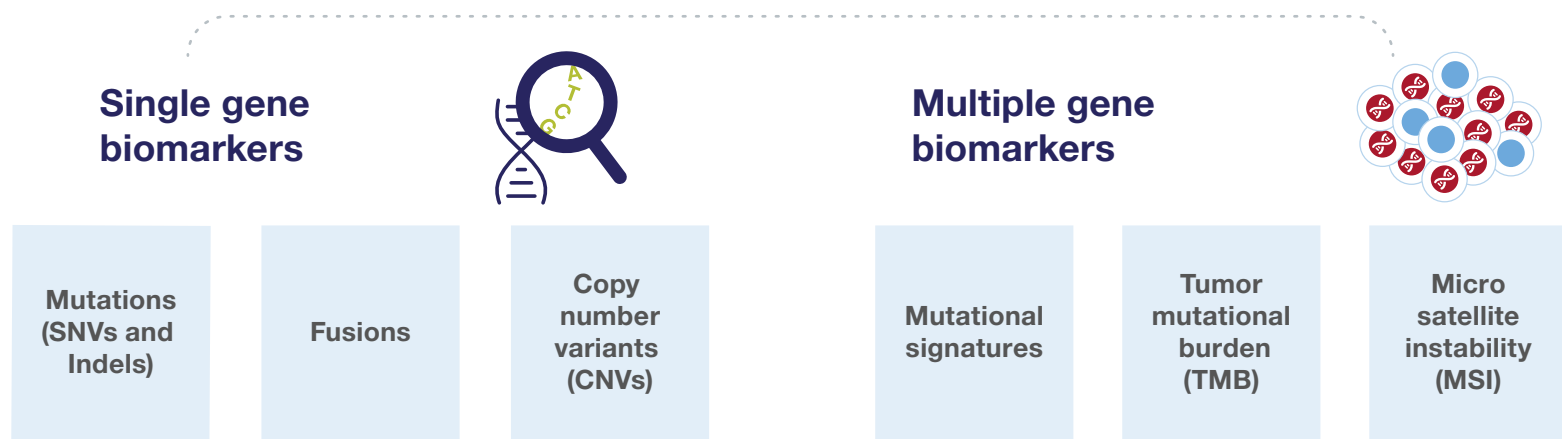 Single gene
biomarkers
A
T
C
G
Multiple gene
biomarkers
Mutations
(SNVs and
Indels)
Fusions
Copy
number
variants
(CNVs)
Mutational
signatures
Tumor
mutational
burden
(TMB)
Micro
satellite
instability
(MSI)